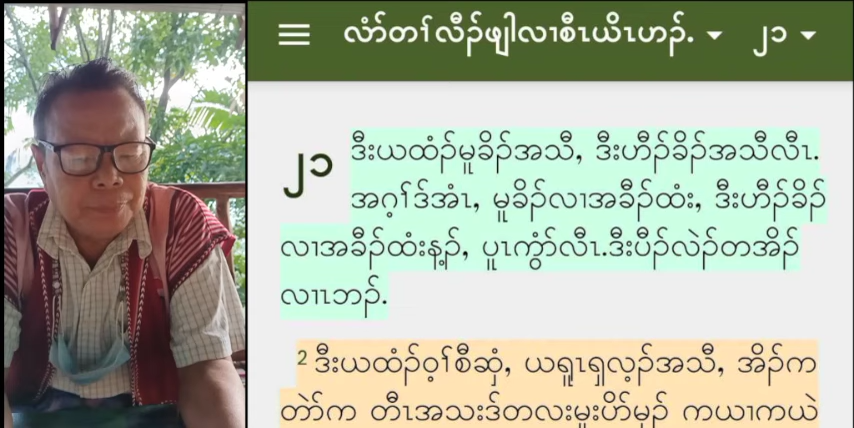 လံာ်တၢ်လီၣ်ဖျါလၢစီၤယိၤဟၣ်. ၂၁
၂၁ ဒီးယထံၣ်မူခိၣ်အသီ, ဒီးဟီၣ်ခိၣ်အသီလီၤ.
အဂ့ၢ်ဒ်အံၤ, မူခိၣ်လၢအခီၣ်ထံး, ဒီးဟီၣ်ခိၣ်
လၢအခီၣ်ထံးန့ၣ်, ပူၤကွံာ်လီၤ.ဒီးပီၣ်လဲၣ်တအိၣ်
လၢၤဘၣ်.
2 ဒီးယထံၣ်ဝ့ၢ်စီဆှံ, ယရူၤရှလ့ၣ်အသီ, အိၣ်က
တဲာ်က တီၤအသးဒ်တလးမူးပိာ်မုၣ် ကယၢကယဲ